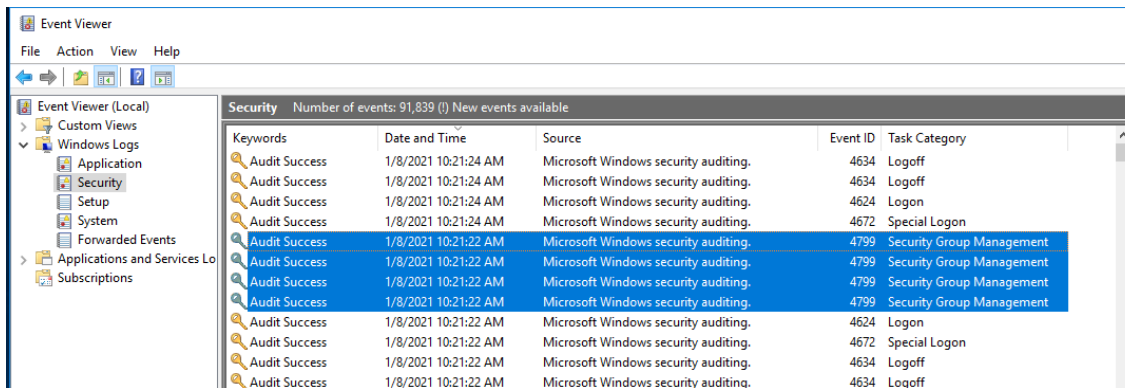 Event Viewer
File Action View Help
Event Viewer (Local)
Custom Views
Windows Logs
Application
Security
Setup
System
Forwarded Events
Applications and Services Lo
Subscriptions
Security Number of events: 91,839 (!) New events available
Keywords Date and Time Source Event ID Task Category
Audit Success 1/8/2021 10:21:24 AM Microsoft Windows security auditing. 4634 Logoff
Audit Success 1/8/2021 10:21:24 AM Microsoft Windows security auditing. 4634 Logoff
Audit Success 1/8/2021 10:21:24 AM Microsoft Windows security auditing. 4624 Logon
Audit Success 1/8/2021 10:21:24 AM Microsoft Windows security auditing. 4672 Special Logon
Audit Success 1/8/2021 10:21:22 AM Microsoft Windows security auditing. 4799 Security Group Management
Audit Success 1/8/2021 10:21:22 AM Microsoft Windows security auditing. 4799 Security Group Management
Audit Success 1/8/2021 10:21:22 AM Microsoft Windows security auditing. 4799 Security Group Management
Audit Success 1/8/2021 10:21:22 AM Microsoft Windows security auditing. 4799 Security Group Management
Audit Success 1/8/2021 10:21:22 AM Microsoft Windows security auditing. 4624 Logon
Audit Success 1/8/2021 10:21:22 AM Microsoft Windows security auditing. 4672 Special Logon
Audit Success 1/8/2021 10:21:22 AM Microsoft Windows security auditing. 4634 Logoff
Audit Success 1/8/2021 10:21:22 AM Microsoft Windows security auditing. 4634 Logoff